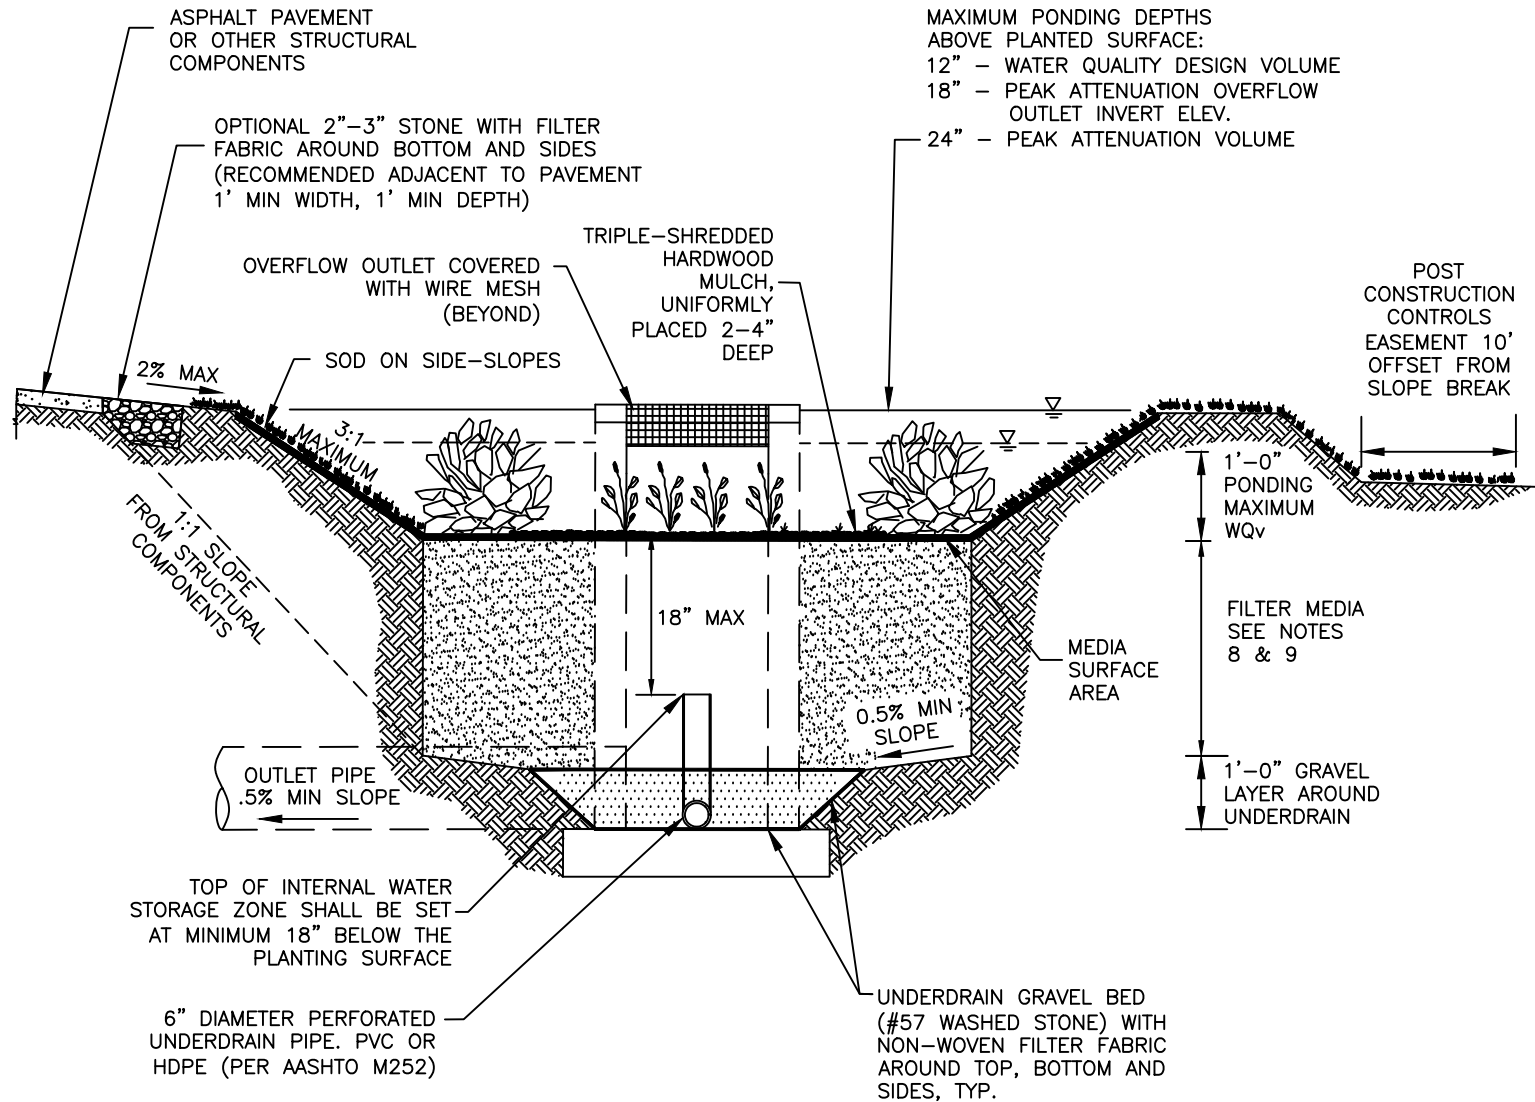 ASPHALT PAVEMENT
OR OTHER STRUCTURAL
COMPONENTS
MAXIMUM PONDING DEPTHS
ABOVE PLANTED SURFACE:
12" – WATER QUALITY DESIGN VOLUME
18" – PEAK ATTENUATION OVERFLOW
OUTLET INVERT ELEV.
24" – PEAK ATTENUATION VOLUME
OPTIONAL 2"–3" STONE WITH FILTER
FABRIC AROUND BOTTOM AND SIDES
(RECOMMENDED ADJACENT TO PAVEMENT
1' MIN WIDTH, 1' MIN DEPTH)
TRIPLE–SHREDDED
HARDWOOD
MULCH,
UNIFORMLY
PLACED 2–4"
DEEP
OVERFLOW OUTLET COVERED
WITH WIRE MESH
(BEYOND)
POST
CONSTRUCTION
CONTROLS
EASEMENT 10'
OFFSET FROM
SLOPE BREAK
SOD ON SIDE–SLOPES
2% MAX
3:1
MAXIMUM
1'–0"
PONDING
MAXIMUM
WQv
1:1 SLOPE
FROM STRUCTURAL
COMPONENTS
18" MAX
FILTER MEDIA
SEE NOTES
8 & 9
MEDIA
SURFACE
AREA
0.5% MIN
SLOPE
OUTLET PIPE
.5% MIN SLOPE
1'–0" GRAVEL
LAYER AROUND
UNDERDRAIN
TOP OF INTERNAL WATER
STORAGE ZONE SHALL BE SET
AT MINIMUM 18" BELOW THE
PLANTING SURFACE
6" DIAMETER PERFORATED
UNDERDRAIN PIPE. PVC OR
HDPE (PER AASHTO M252)
UNDERDRAIN GRAVEL BED
(#57 WASHED STONE) WITH
NON–WOVEN FILTER FABRIC
AROUND TOP, BOTTOM AND
SIDES, TYP.